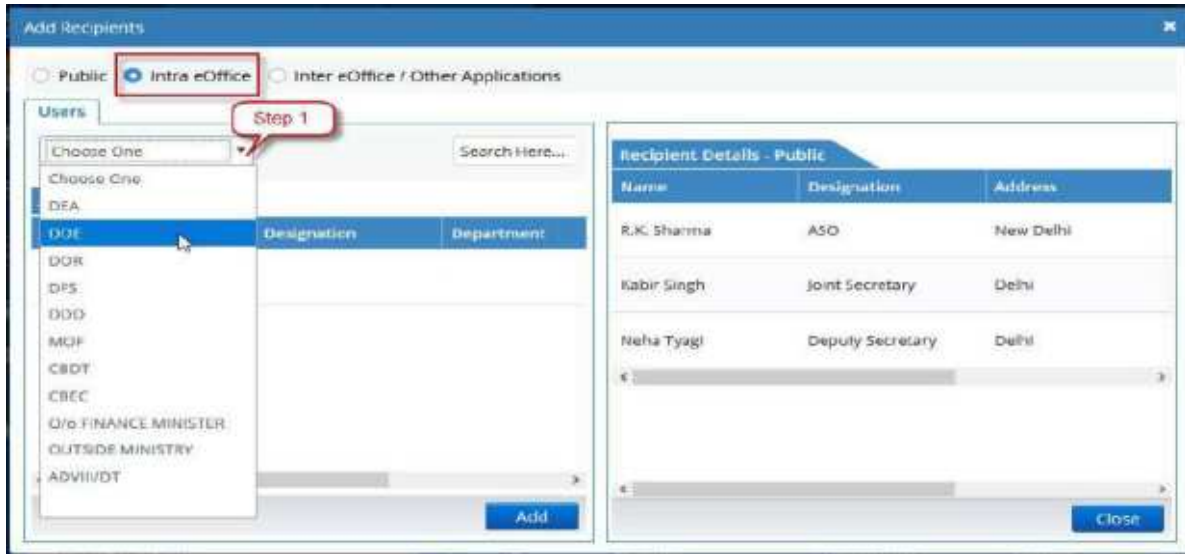 Add Recipients
Public Intra eOffice Inter eOffice / Other Applications
Users
Step 1
Choose One Search Here...
Choose One
DEA
DOE Designation Department
DOR
DFS
DOD
MOF
CBDT
CBEC
O/o FINANCE MINISTER
OUTSIDE MINISTRY
ADVIII/DT
Add
Recipient Details - Public
Name Designation Address
R.K. Sharma ASO New Delhi
Kabir Singh Joint Secretary Delhi
Neha Tyagi Deputy Secretary Delhi
Close